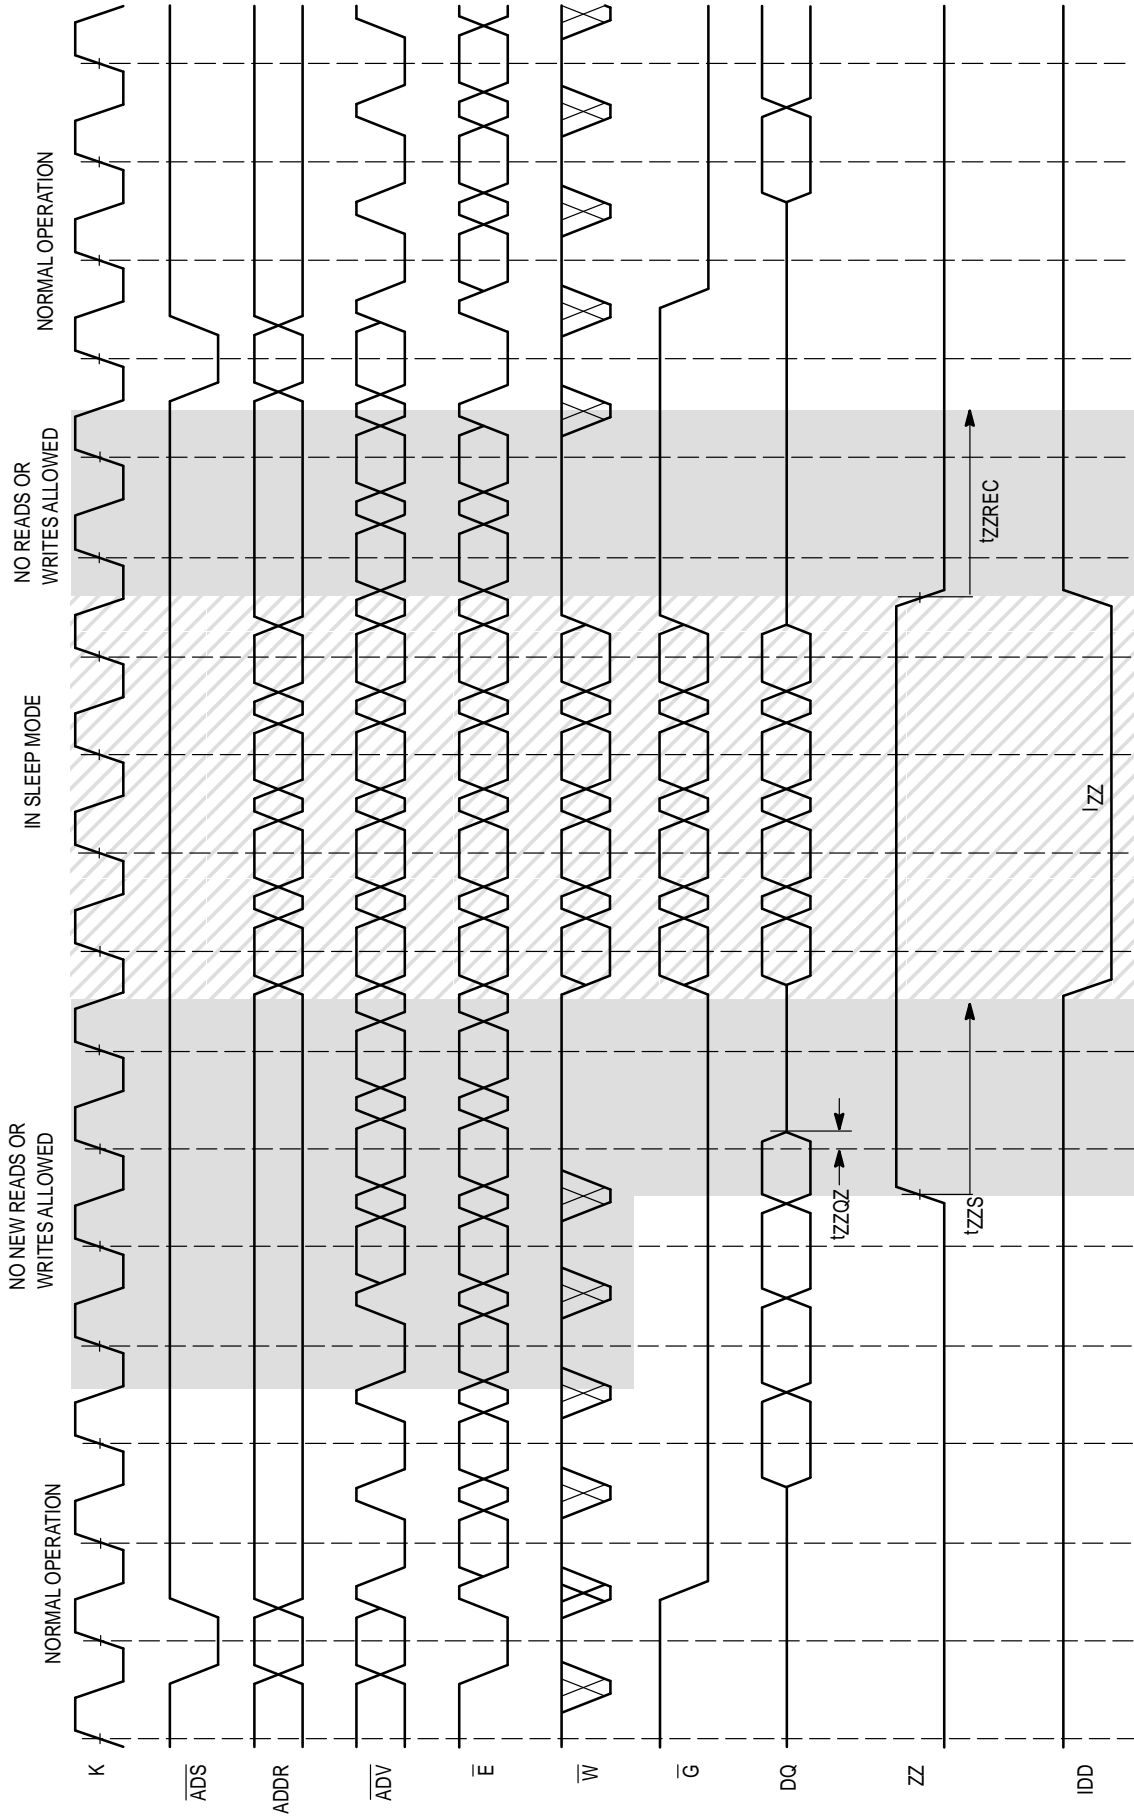 NORMAL OPERATION
NO NEW READS OR
WRITES ALLOWED
IN SLEEP MODE
NO READS OR
WRITES ALLOWED
NORMAL OPERATION
K
ADS
ADDR
ADV
E
W
G
DQ
tZZQZ
ZZ
tZZS
tZZREC
IDD
IZZ